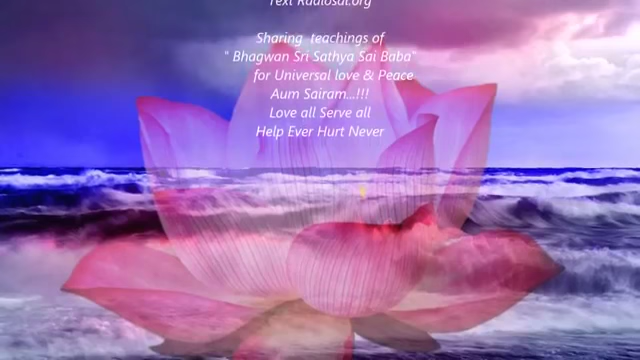 Text Radiosai.org
Sharing teachings of
" Bhagwan Sri Sathya Sai Baba"
for Universal love & Peace
Aum Sairam...!!!
Love all Serve all
Help Ever Hurt Never